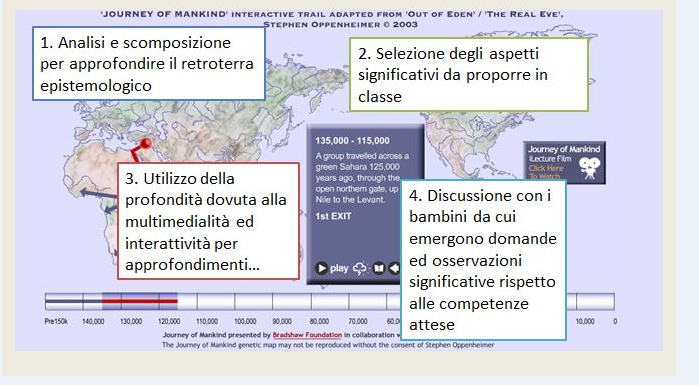 'JOURNEY OF MANKIND' INTERACTIVE TRAIL ADAPTED FROM 'OUT OF EDEN' / 'THE REAL EVE',
STEPHEN OPPENHEIMER © 2003
1. Analisi e scomposizione
per approfondire il retroterra
epistemologico
2. Selezione degli aspetti
significativi da proporre in
classe
135,000 - 115,000
A group travelled across a
green Sahara 125,000
years ago, through the
open northern gate, up
Nile to the Levant.
1st EXIT
play
Journey of Mankind
iLecture Film
Click Here
To Watch
3. Utilizzo della
profondità dovuta alla
multimedialità ed
interattività per
approfondimenti...
4. Discussione con i
bambini da cui
emergono domande
ed osservazioni
significative rispetto
alle competenze
attese
Pre150k 140,000 130,000 120,000 110,000 100,000 90,000 80,000 70,000 60,0 10,000 0
Journey of Mankind presented by Bradshaw Foundation in collaboration
The Journey of Mankind genetic map may not be reproduced without the consent of Stephen Oppenheimer